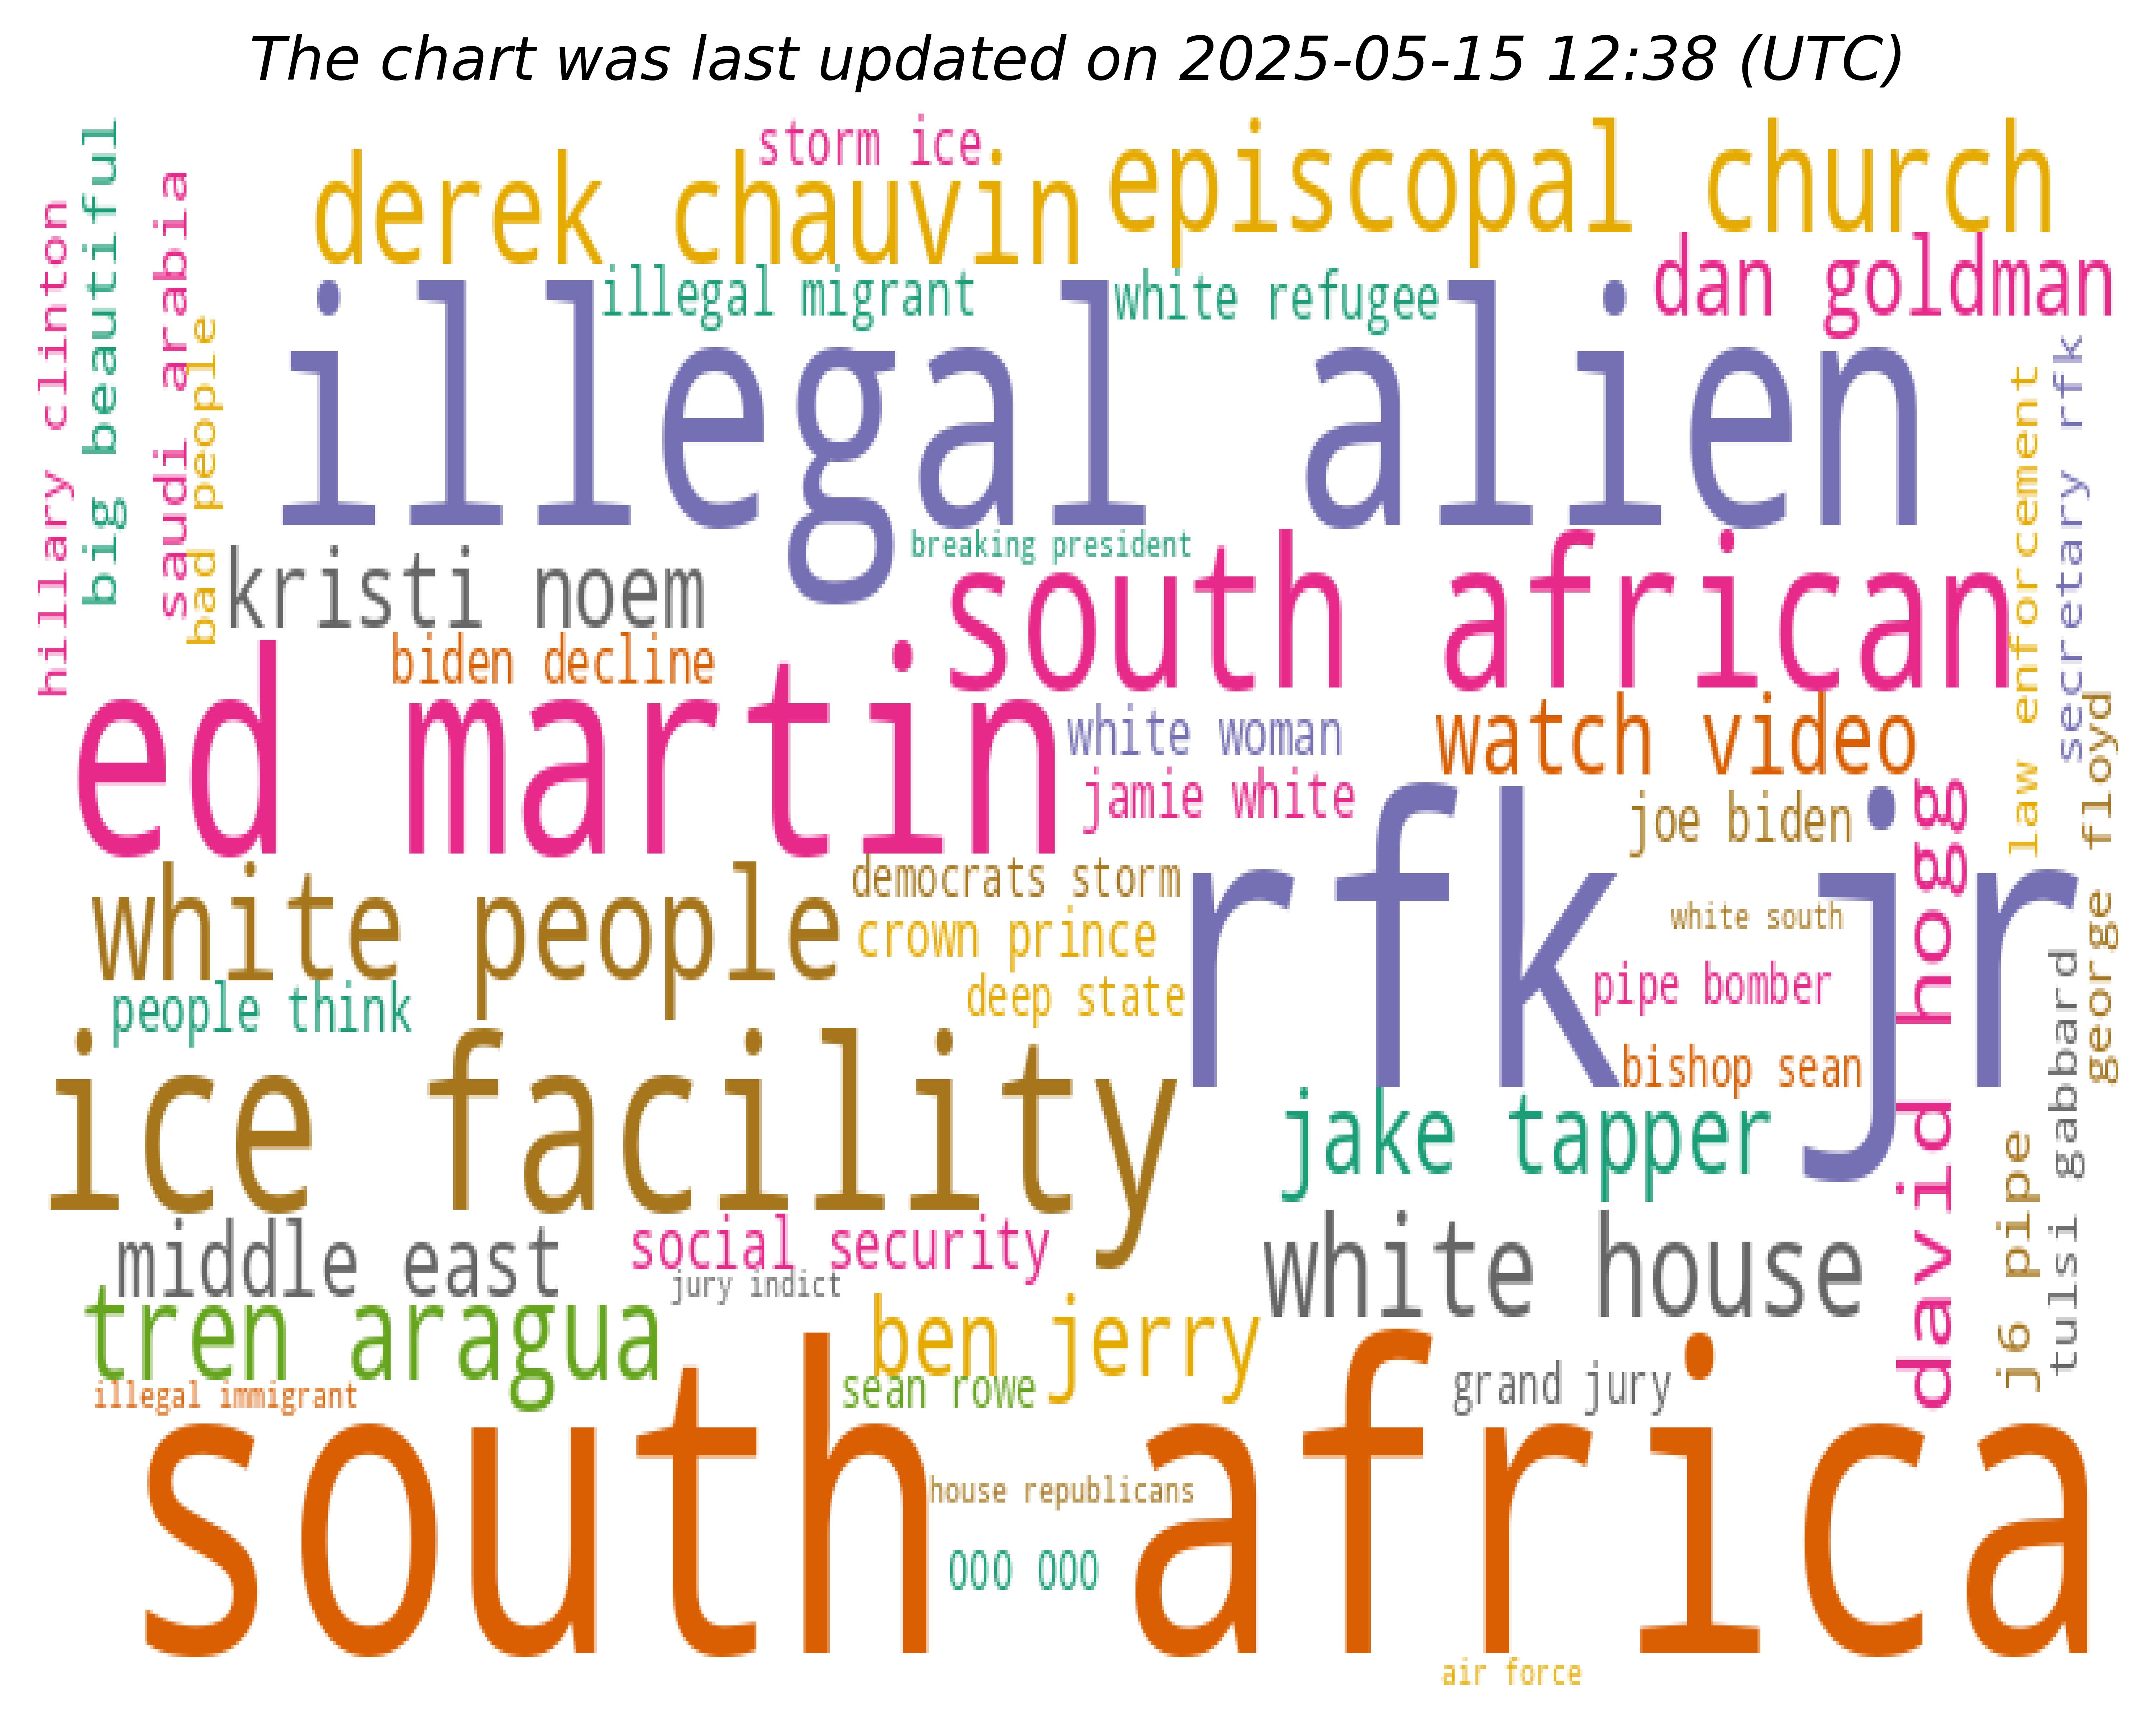 The chart was last updated on 2025-05-15 12:38 (UTC)
storm ice
derek chauvin
episcopal church
hillary clinton
big beautiful
saudi arabia
bad people
illegal migrant
white refugee
dan goldman
illegal alien
law enforcement
secretary rfk
breaking president
kristi noem
south african
biden decline
ed martin
white woman
watch video
jamie white
joe biden
george floyd
david hogg
democrats storm
white people
crown prince
rfk jr
white south
people think
deep state
pipe bomber
tulsi gabbard
ice facility
bishop sean
jake tapper
j6 pipe
middle east
social security
white house
jury indict
tren aragua
ben jerry
illegal immigrant
sean rowe
grand jury
south africa
house republicans
000 000
air force